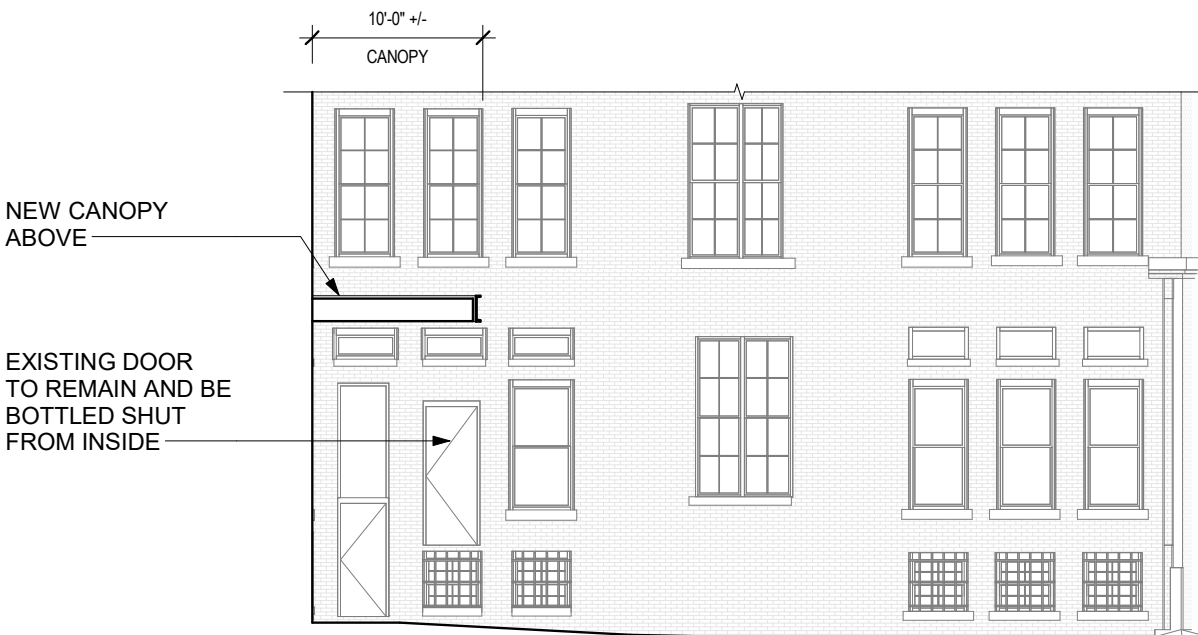 10'-0" +/-
CANOPY
NEW CANOPY
ABOVE
EXISTING DOOR
TO REMAIN AND BE
BOTTLED SHUT
FROM INSIDE